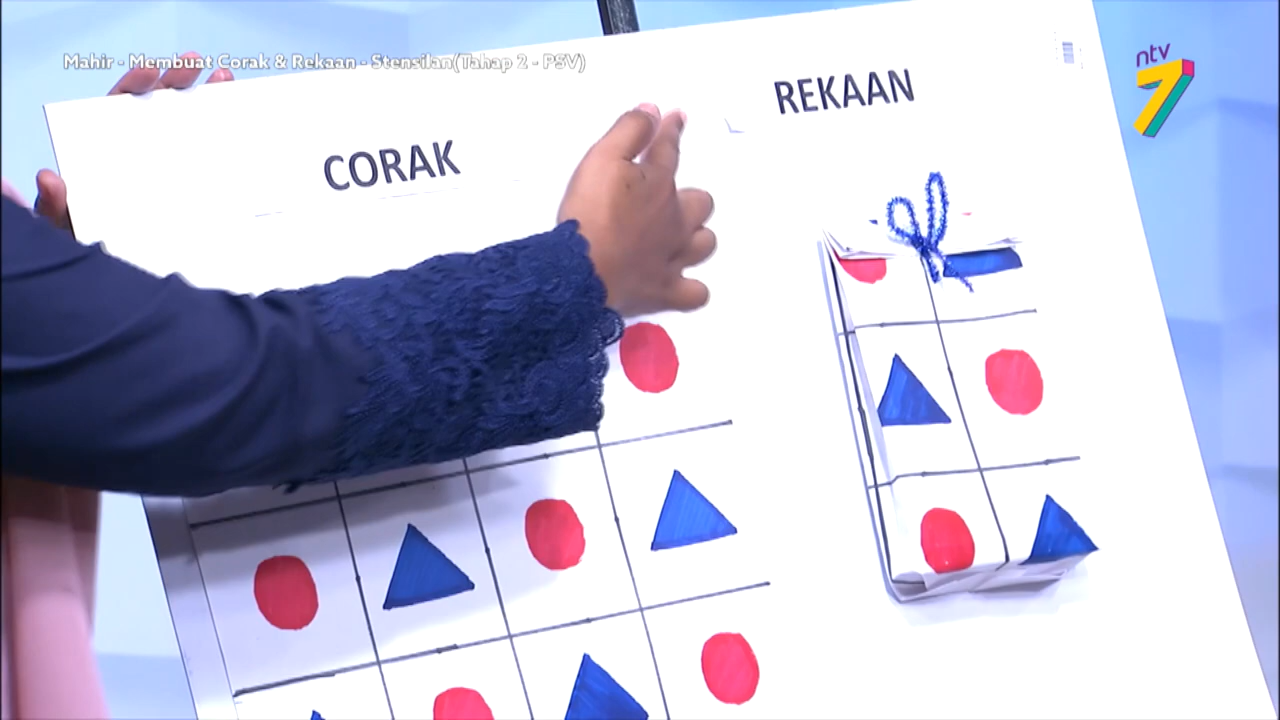 Mahir - Membuat Corak & Rekaan - Stensilan(Tahap 2 - PSV)
ntv
7
CORAK
REKAAN